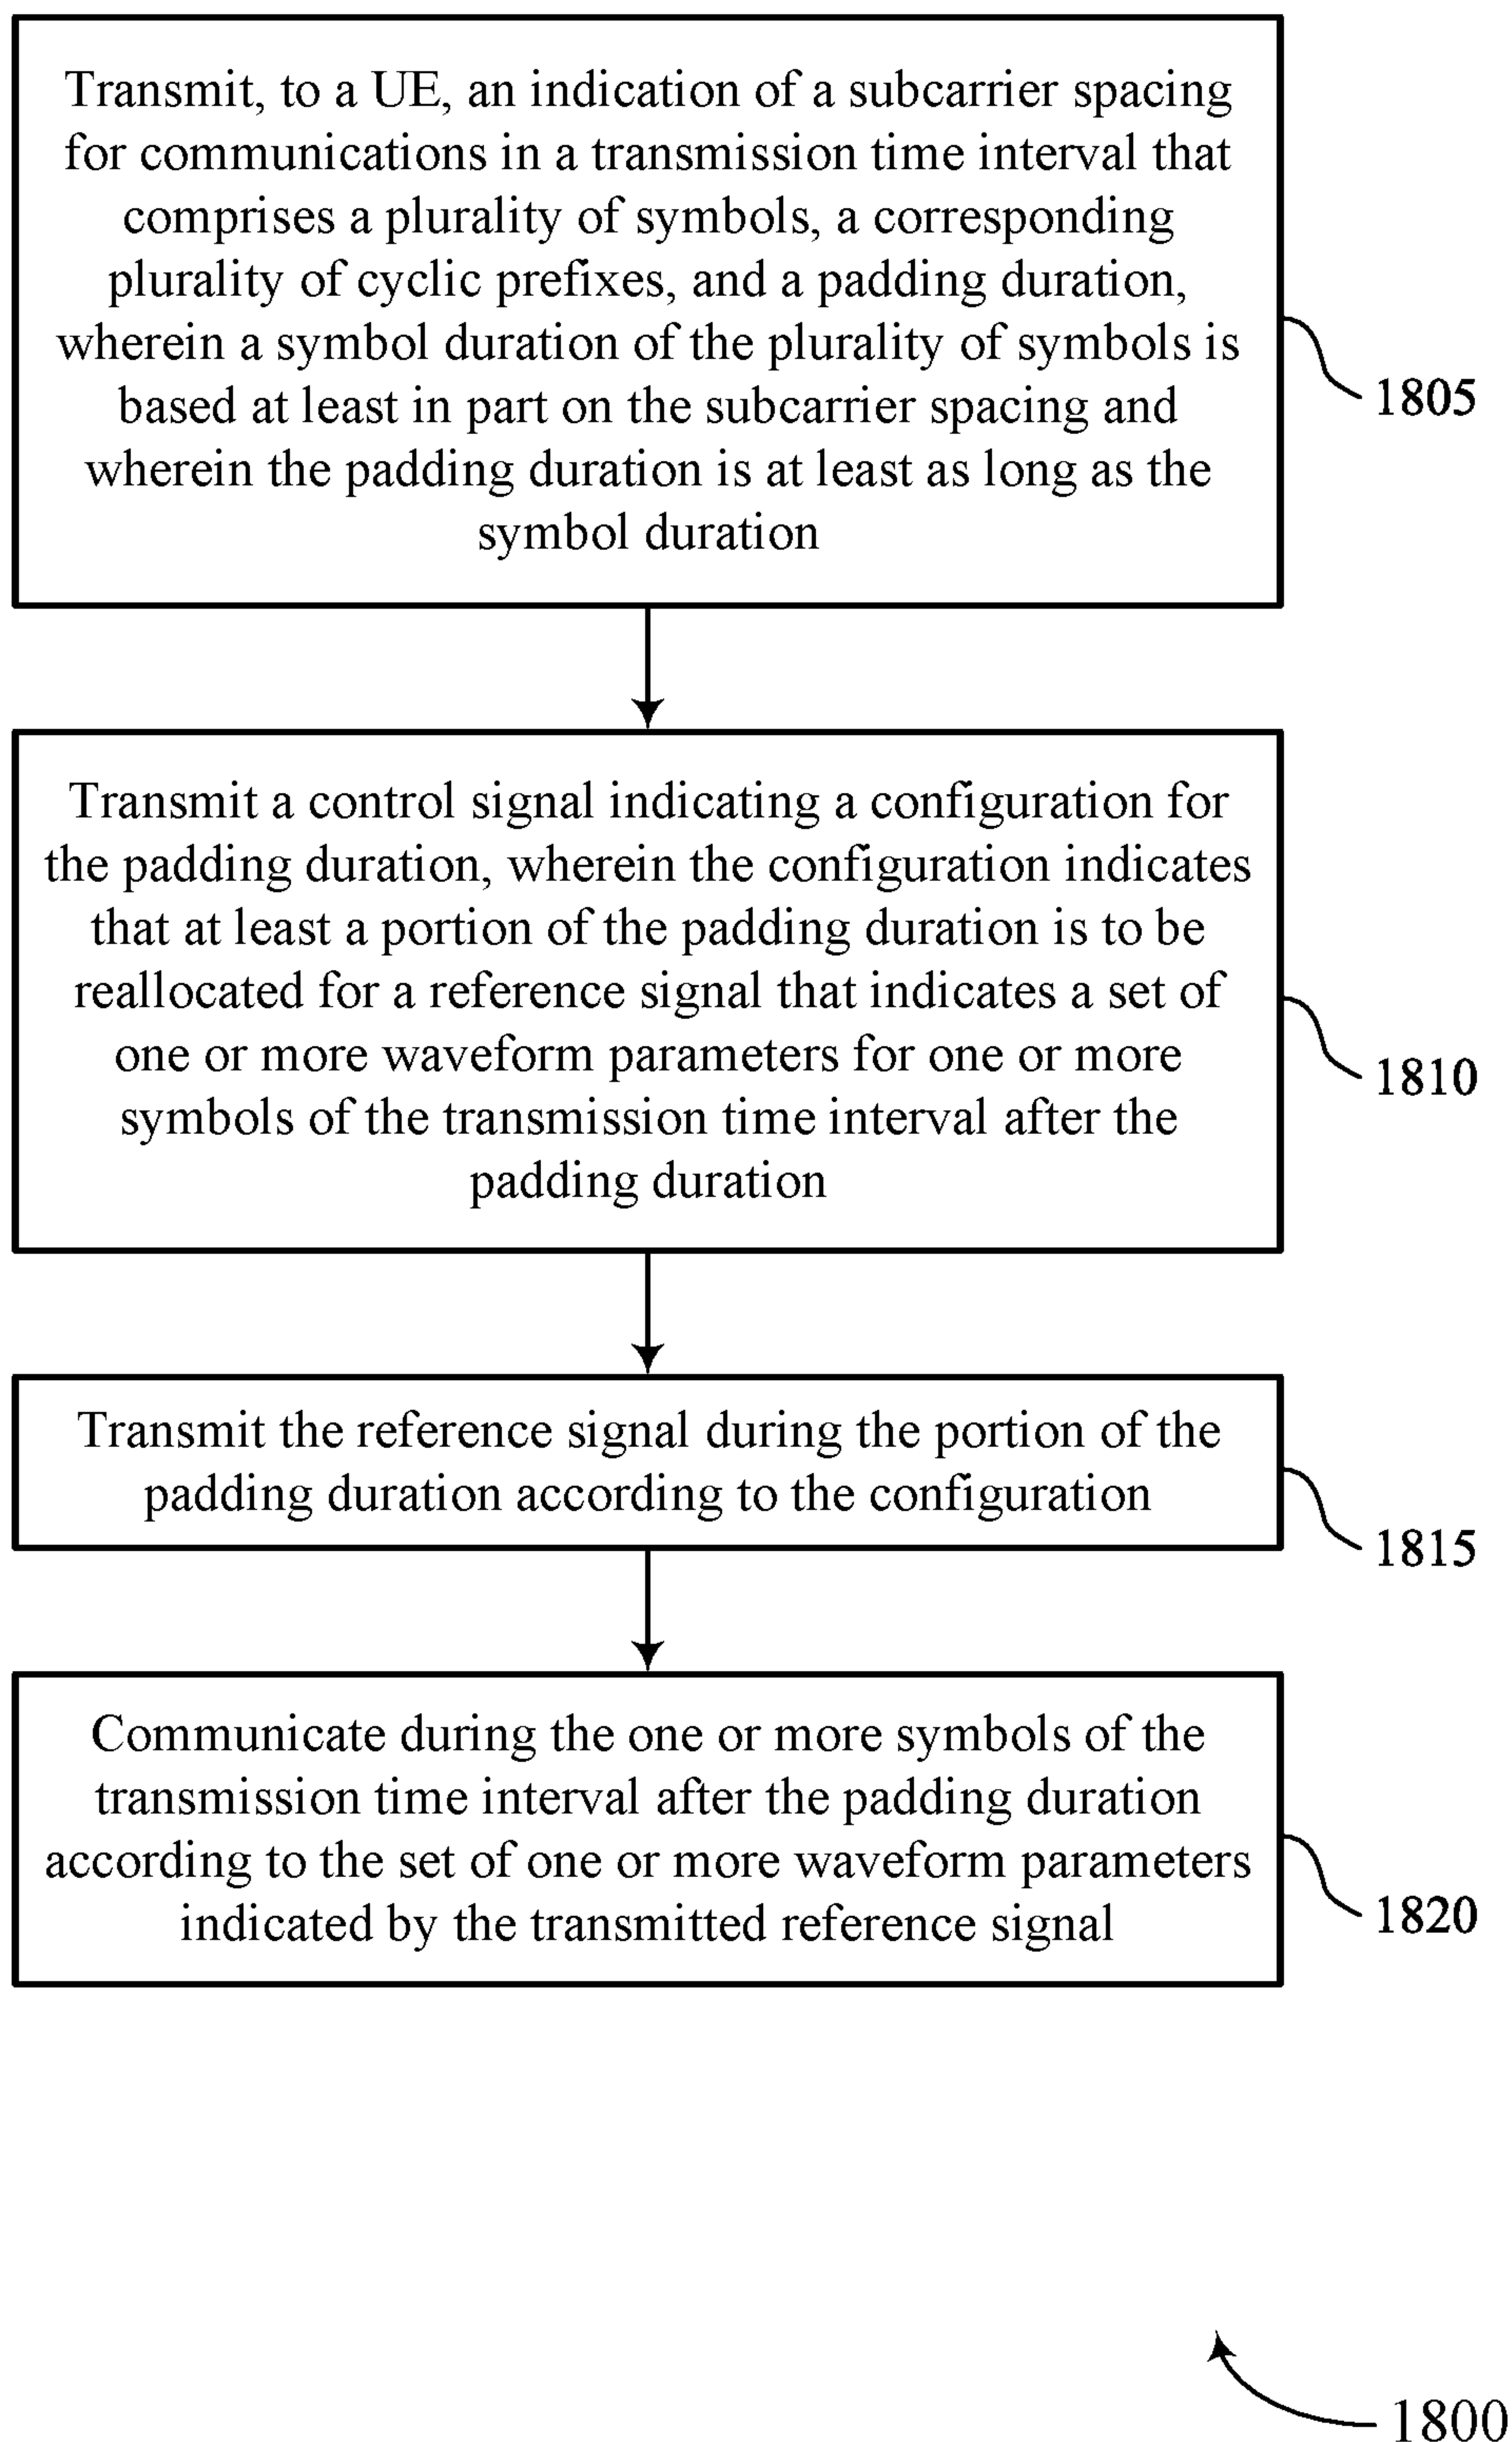 Transmit, to a UE, an indication of a subcarrier spacing
for communications in a transmission time interval that
comprises a plurality of symbols, a corresponding
plurality of cyclic prefixes, and a padding duration,
wherein a symbol duration of the plurality of symbols is
based at least in part on the subcarrier spacing and
wherein the padding duration is at least as long as the
symbol duration
1805
Transmit a control signal indicating a configuration for
the padding duration, wherein the configuration indicates
that at least a portion of the padding duration is to be
reallocated for a reference signal that indicates a set of
one or more waveform parameters for one or more
symbols of the transmission time interval after the
padding duration
1810
Transmit the reference signal during the portion of the
padding duration according to the configuration
1815
Communicate during the one or more symbols of the
transmission time interval after the padding duration
according to the set of one or more waveform parameters
indicated by the transmitted reference signal
1820
1800